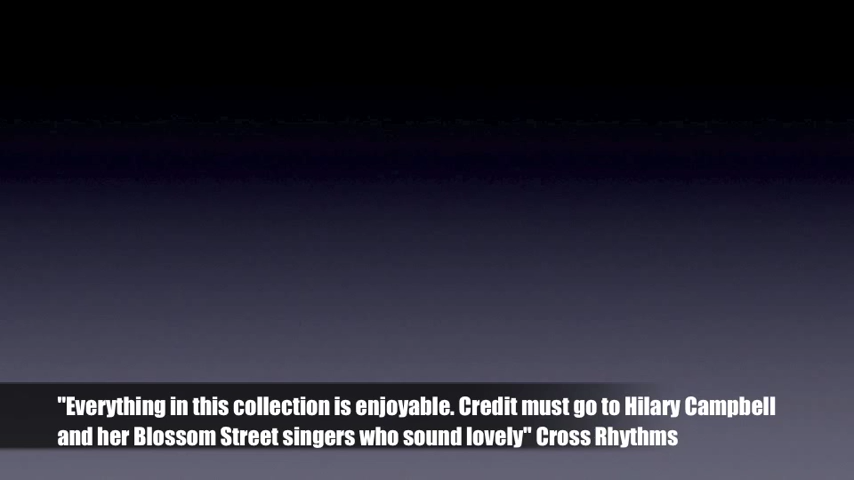 "Everything in this collection is enjoyable. Credit must go to Hilary Campbell
and her Blossom Street singers who sound lovely" Cross Rhythms